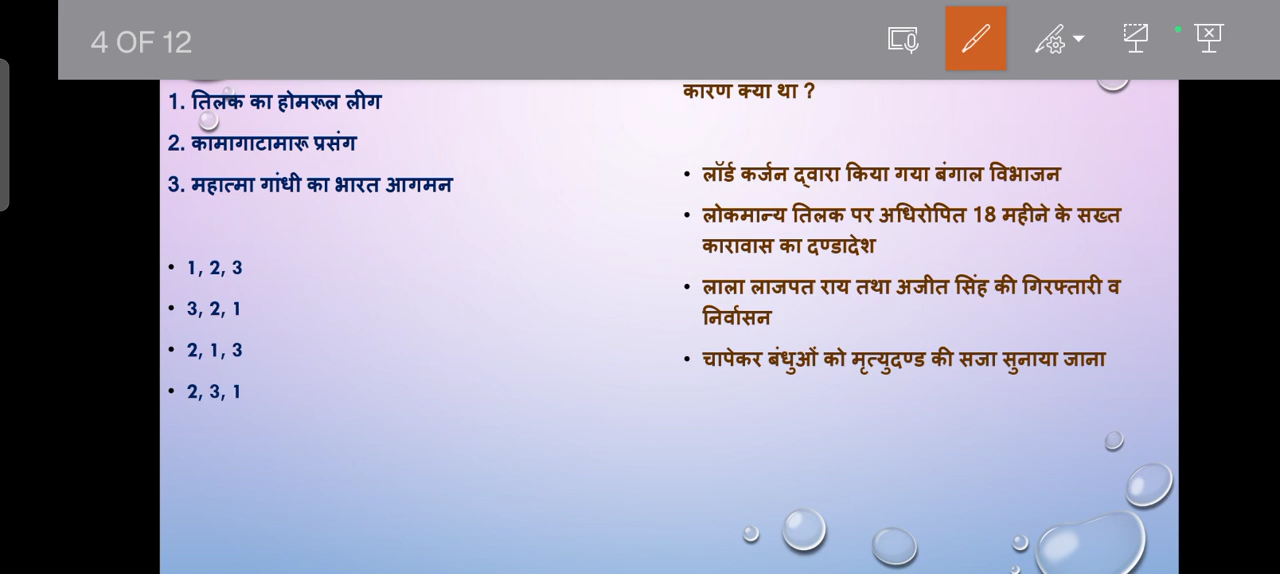 4 OF 12
1. तिलक का होमरूल लीग
2. कामागाटामारू प्रसंग
3. महात्मा गांधी का भारत आगमन
• 1, 2, 3
• 3, 2, 1
• 2, 1, 3
• 2, 3, 1
कारण क्या था ?
• लॉर्ड कर्जन द्वारा किया गया बंगाल विभाजन
• लोकमान्य तिलक पर अधिरोपित 18 महीने के सख्त
कारावास का दण्डादेश
• लाला लाजपत राय तथा अजीत सिंह की गिरफ्तारी व
निर्वासन
• चापेकर बंधुओं को मृत्युदण्ड की सजा सुनाया जाना